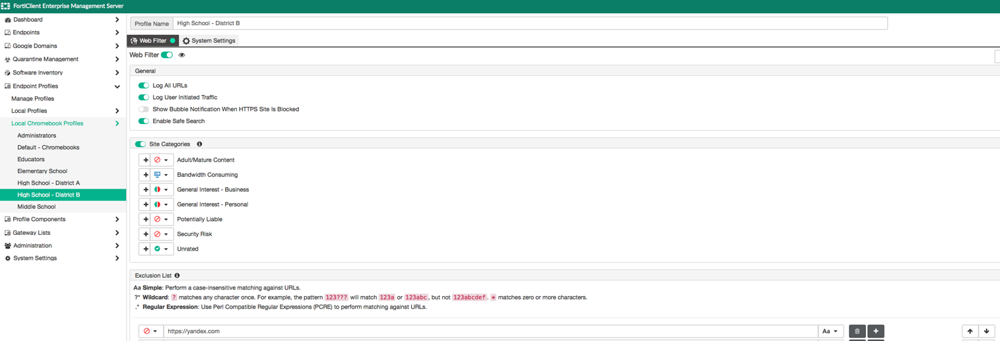 FortiClient Enterprise Management Server
Dashboard
Endpoints
Google Domains
Quarantine Management
Software Inventory
Endpoint Profiles
Manage Profiles
Local Profiles
Local Chromebook Profiles
Administrators
Default - Chromebooks
Educators
Elementary School
High School - District A
High School - District B
Middle School
Profile Components
Gateway Lists
Administration
System Settings
Profile Name High School - District B
Web Filter System Settings
Web Filter
General
Log All URLs
Log User Initiated Traffic
Show Bubble Notification When HTTPS Site Is Blocked
Enable Safe Search
Site Categories
Adult/Mature Content
Bandwidth Consuming
General Interest - Business
General Interest - Personal
Potentially Liable
Security Risk
Unrated
Exclusion List
Aa Simple: Perform a case-insensitive matching against URLs.
?* Wildcard: ? matches any character once. For example, the pattern 123??? will match 123a or 123abc, but not 123abcdef. * matches zero or more characters.
.* Regular Expression: Use Perl Compatible Regular Expressions (PCRE) to perform matching against URLs.
https://yandex.com Aa